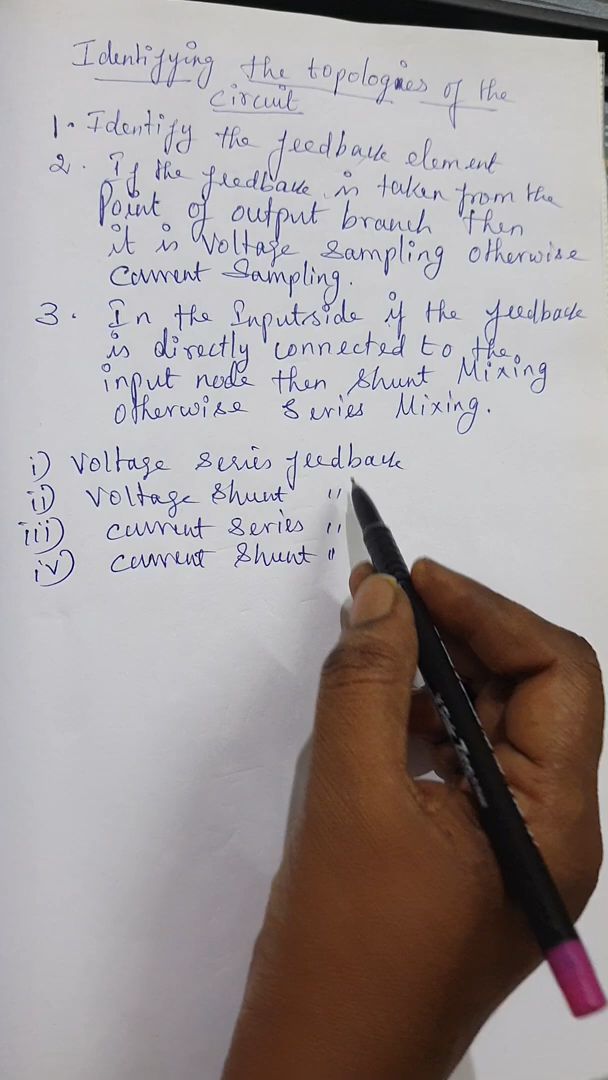 Identifying the topologies of the
circuit
1. Identify the feedback element
2. If the feedback is taken from the
Point of output branch then
it is voltage sampling otherwise
current sampling.
3. In the Inputside if the feedback
is directly connected to the
input node then shunt Mixing
otherwise series Mixing.
i) voltage series feedback
ii) voltage shunt "
iii) current series "
iv) current shunt "